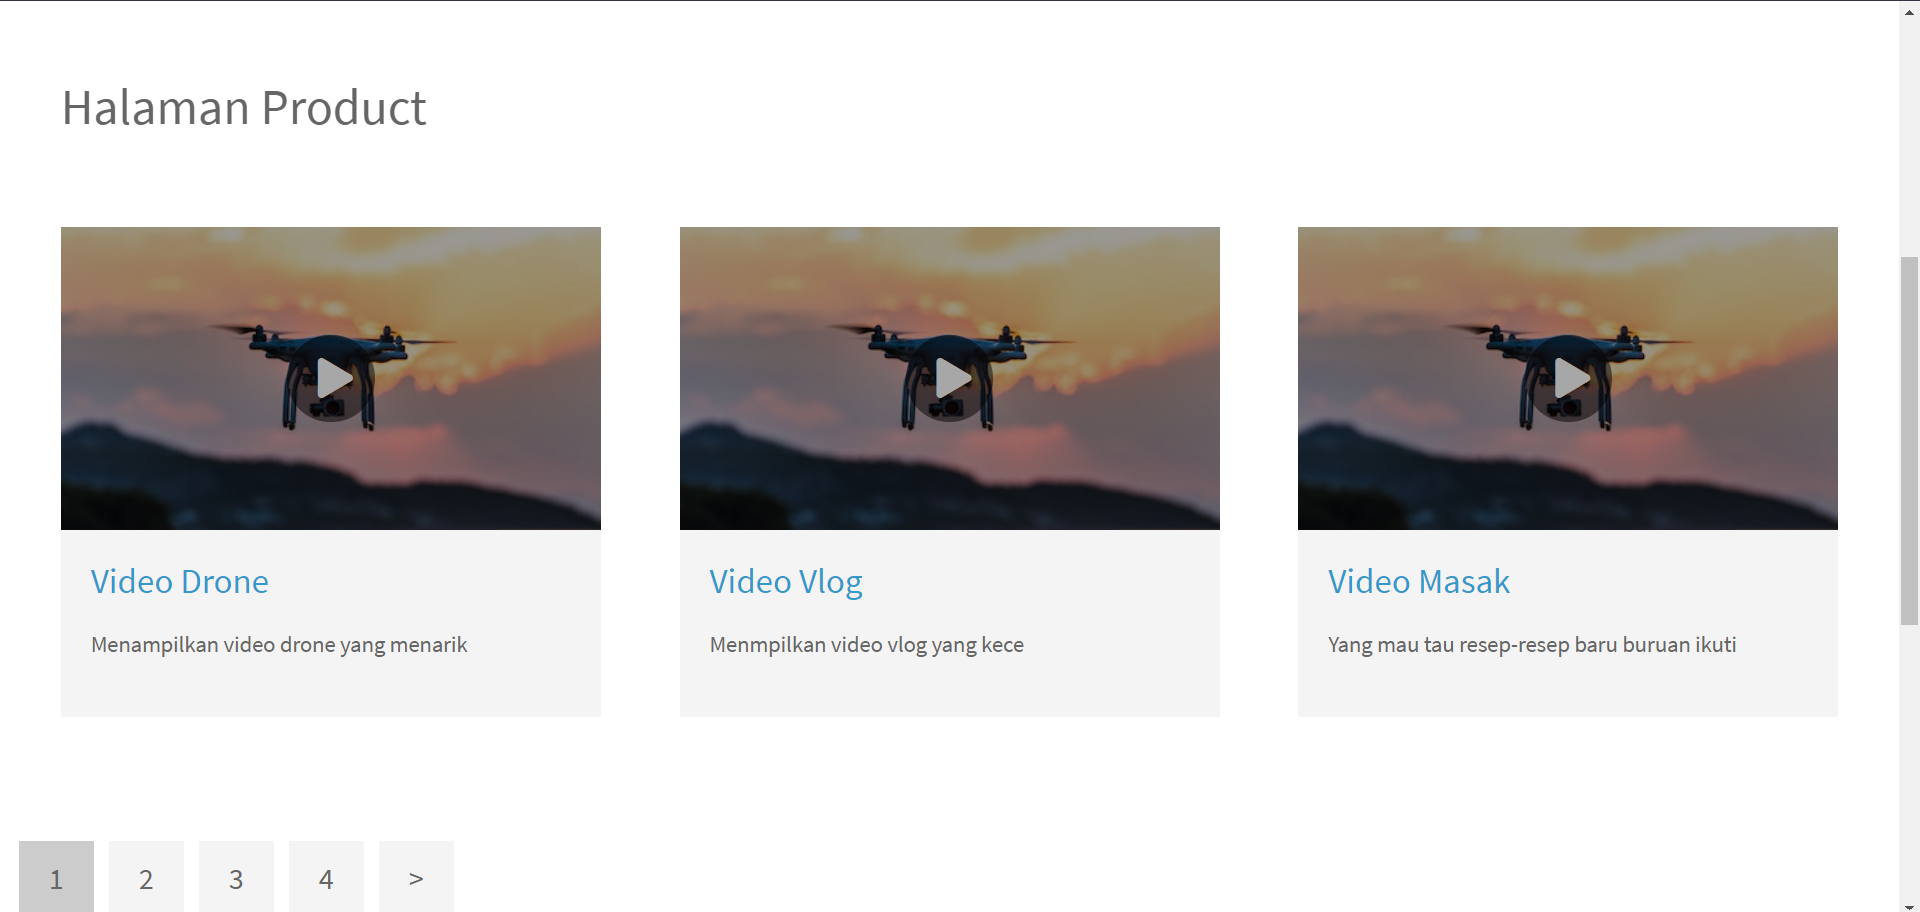 Halaman Product
Video Drone
Menampilkan video drone yang menarik
Video Vlog
Menmpilkan video vlog yang kece
Video Masak
Yang mau tau resep-resep baru buruan ikuti
1 2 3 4 >